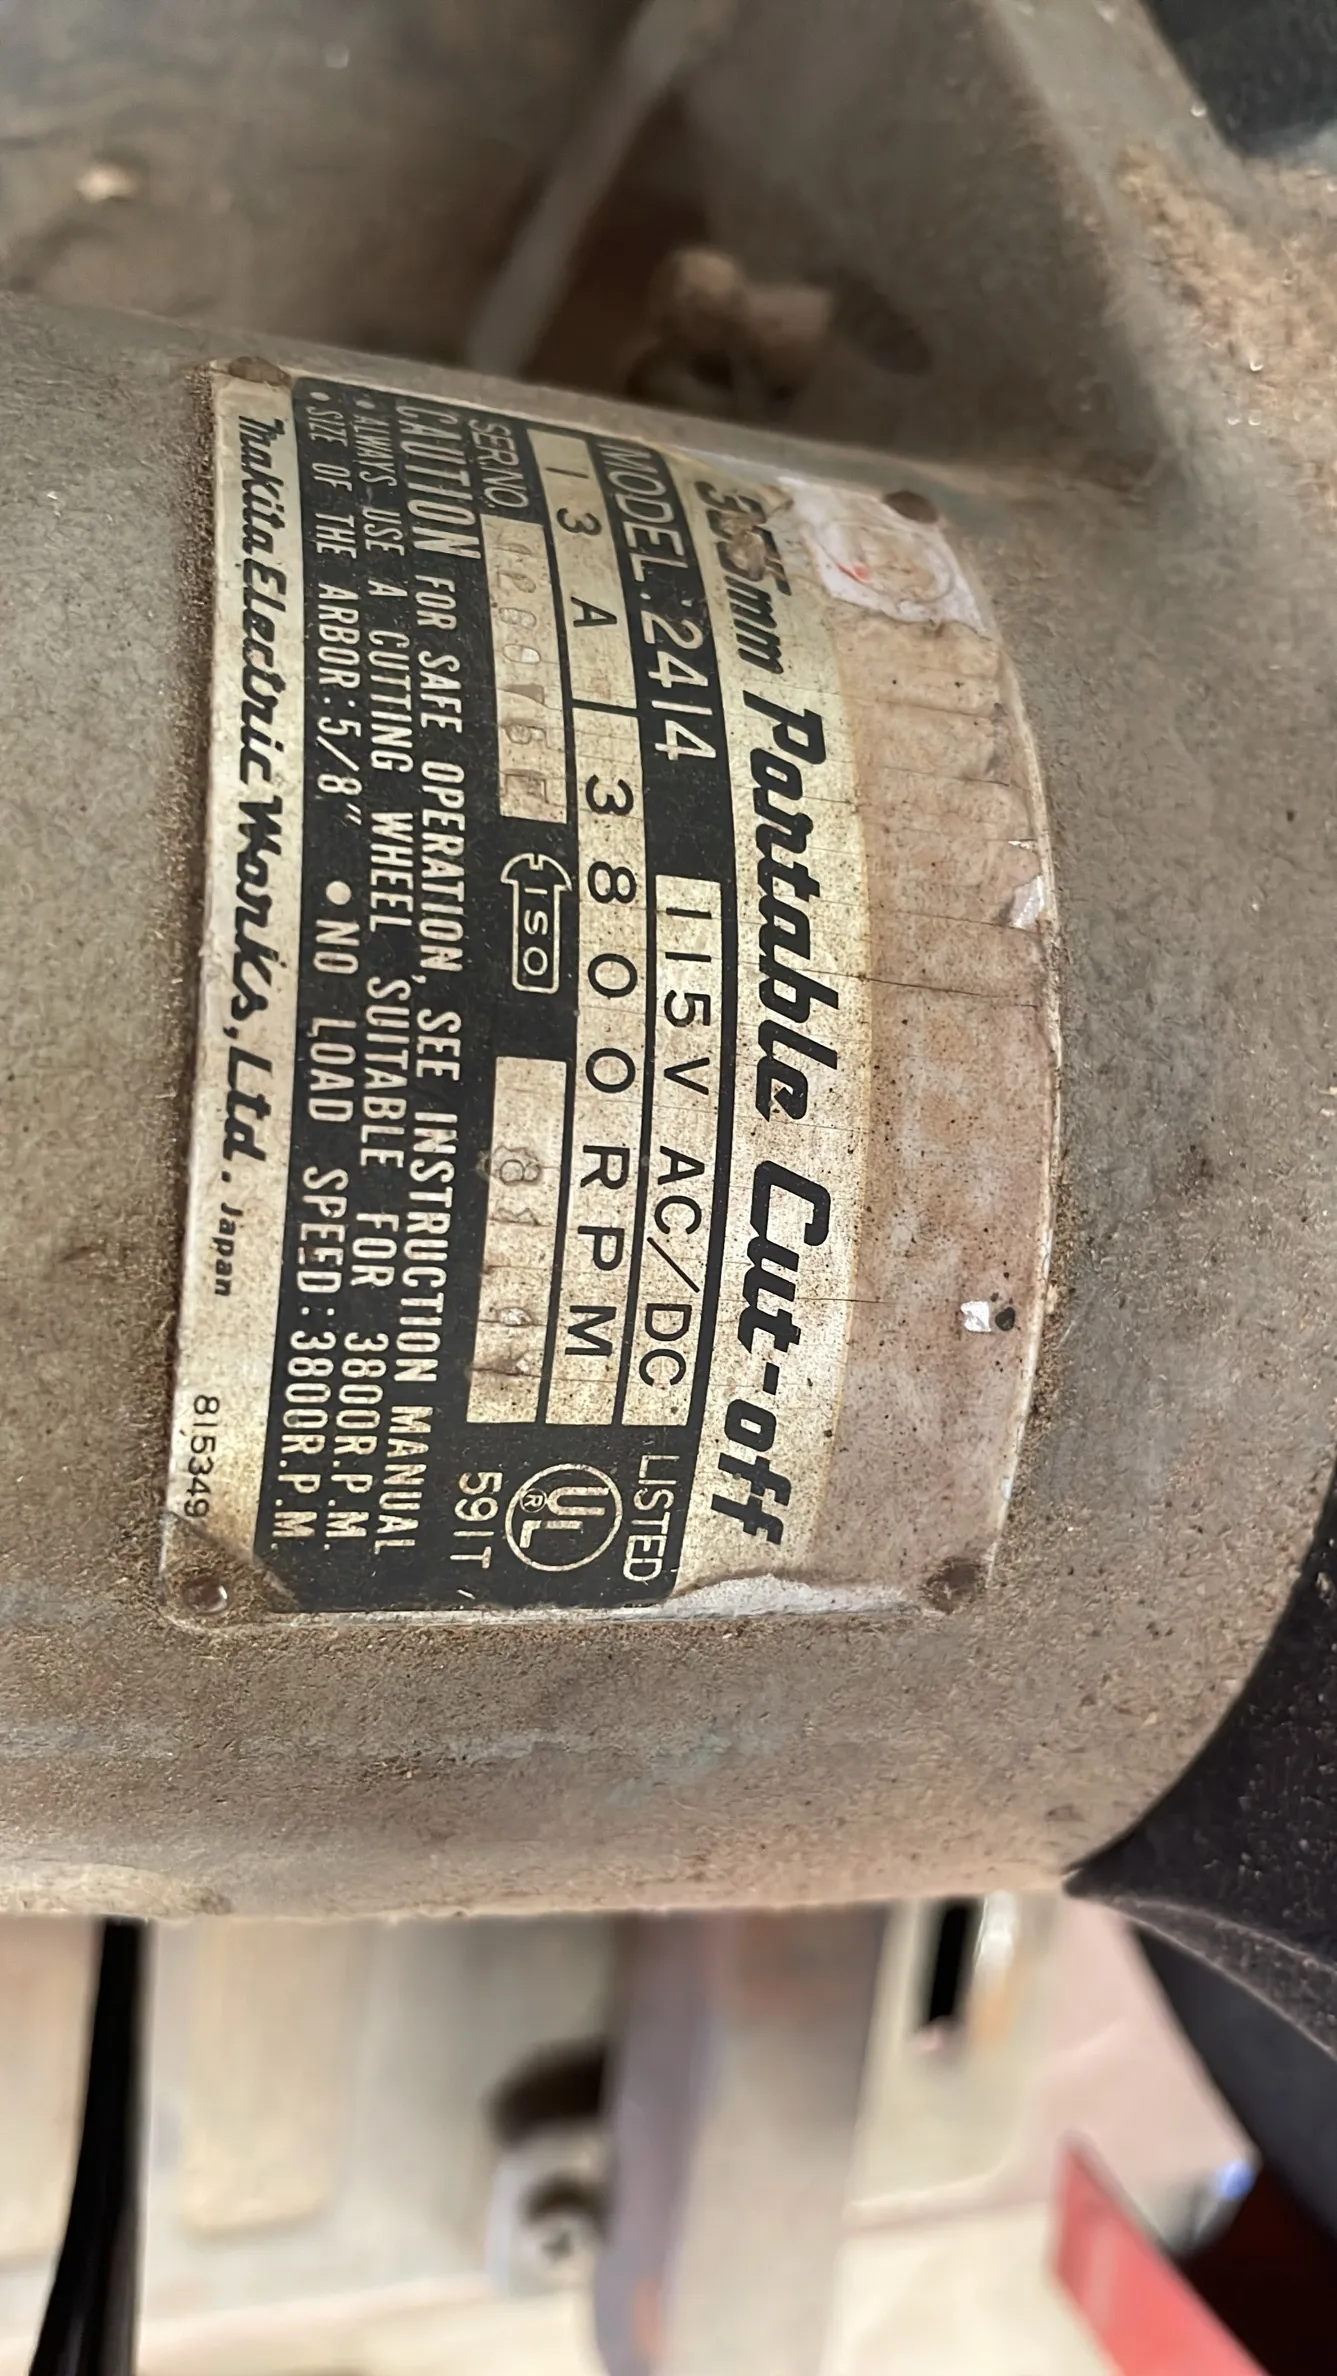 355mm Portable Cut-off
MODEL. 2414 115V AC/DC LISTED
13 A 3800RPM UL®
SER.NO. ISO 591T
CAUTION FOR SAFE OPERATION, SEE INSTRUCTION MANUAL
• ALWAYS USE A CUTTING WHEEL SUITABLE FOR 3800R.P.M.
• SIZE OF THE ARBOR: 5/8" ● NO LOAD SPEED: 3800R.P.M.
Makita Electric Works, Ltd. Japan 815349